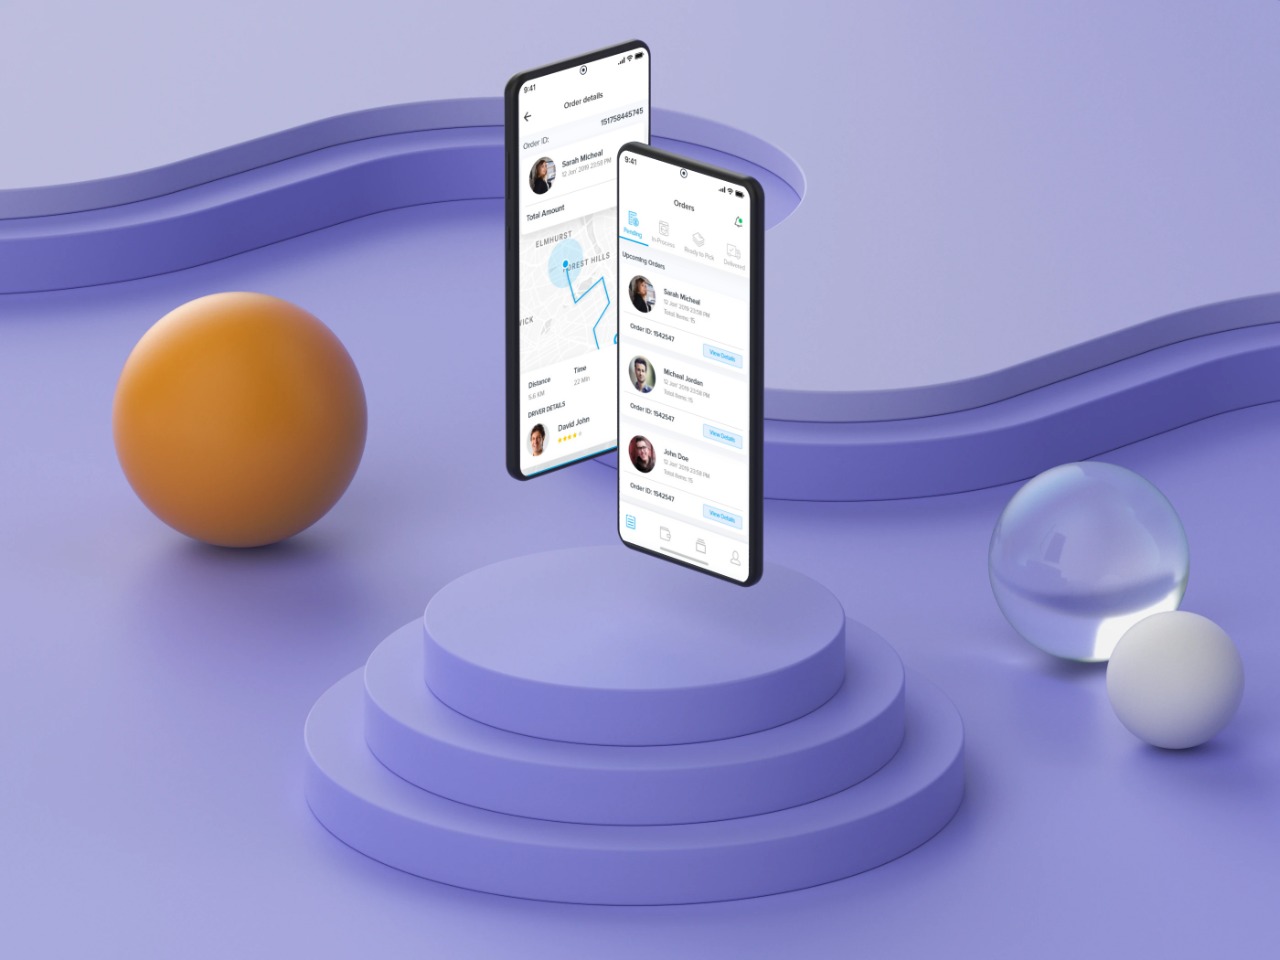 9:41
Order details
Order ID:
151758445745
Sarah Micheal
12 Jan' 2019 23:58 PM
Total Amount
ELMHURST
FOREST HILLS
WICK
Distance
Time
5.6 KM
22 Min
DRIVER DETAILS
David John
9:41
Orders
Pending
In Process
Ready to Pick
Delivered
Upcoming Orders
Sarah Micheal
12 Jan' 2019 23:58 PM
Total Items: 15
Order ID: 1542547
View Details
Micheal Jordan
12 Jan' 2019 23:58 PM
Total Items: 15
Order ID: 1542547
View Details
John Doe
12 Jan' 2019 23:58 PM
Total Items: 15
Order ID: 1542547
View Details